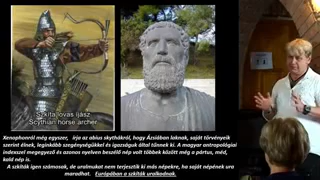 Szkíta lovas íjász
Scythian horse archer
Xenophonról még egyszer, írja az abius skythákról, hogy Ázsiában laknak, saját törvényeik
szerint élnek, leginkább szegénységükkel és igazságuk által tűnnek ki. A magyar antropológiai
indexszel megegyező és azonos nyelven beszélő nép volt többek között még a pártus, méd,
kald nép is.
A szkíták igen számosak, de uralmukat nem terjesztik ki más népekre, ha saját népének ura
maradhat. Európában a szkíták uralkodnak.